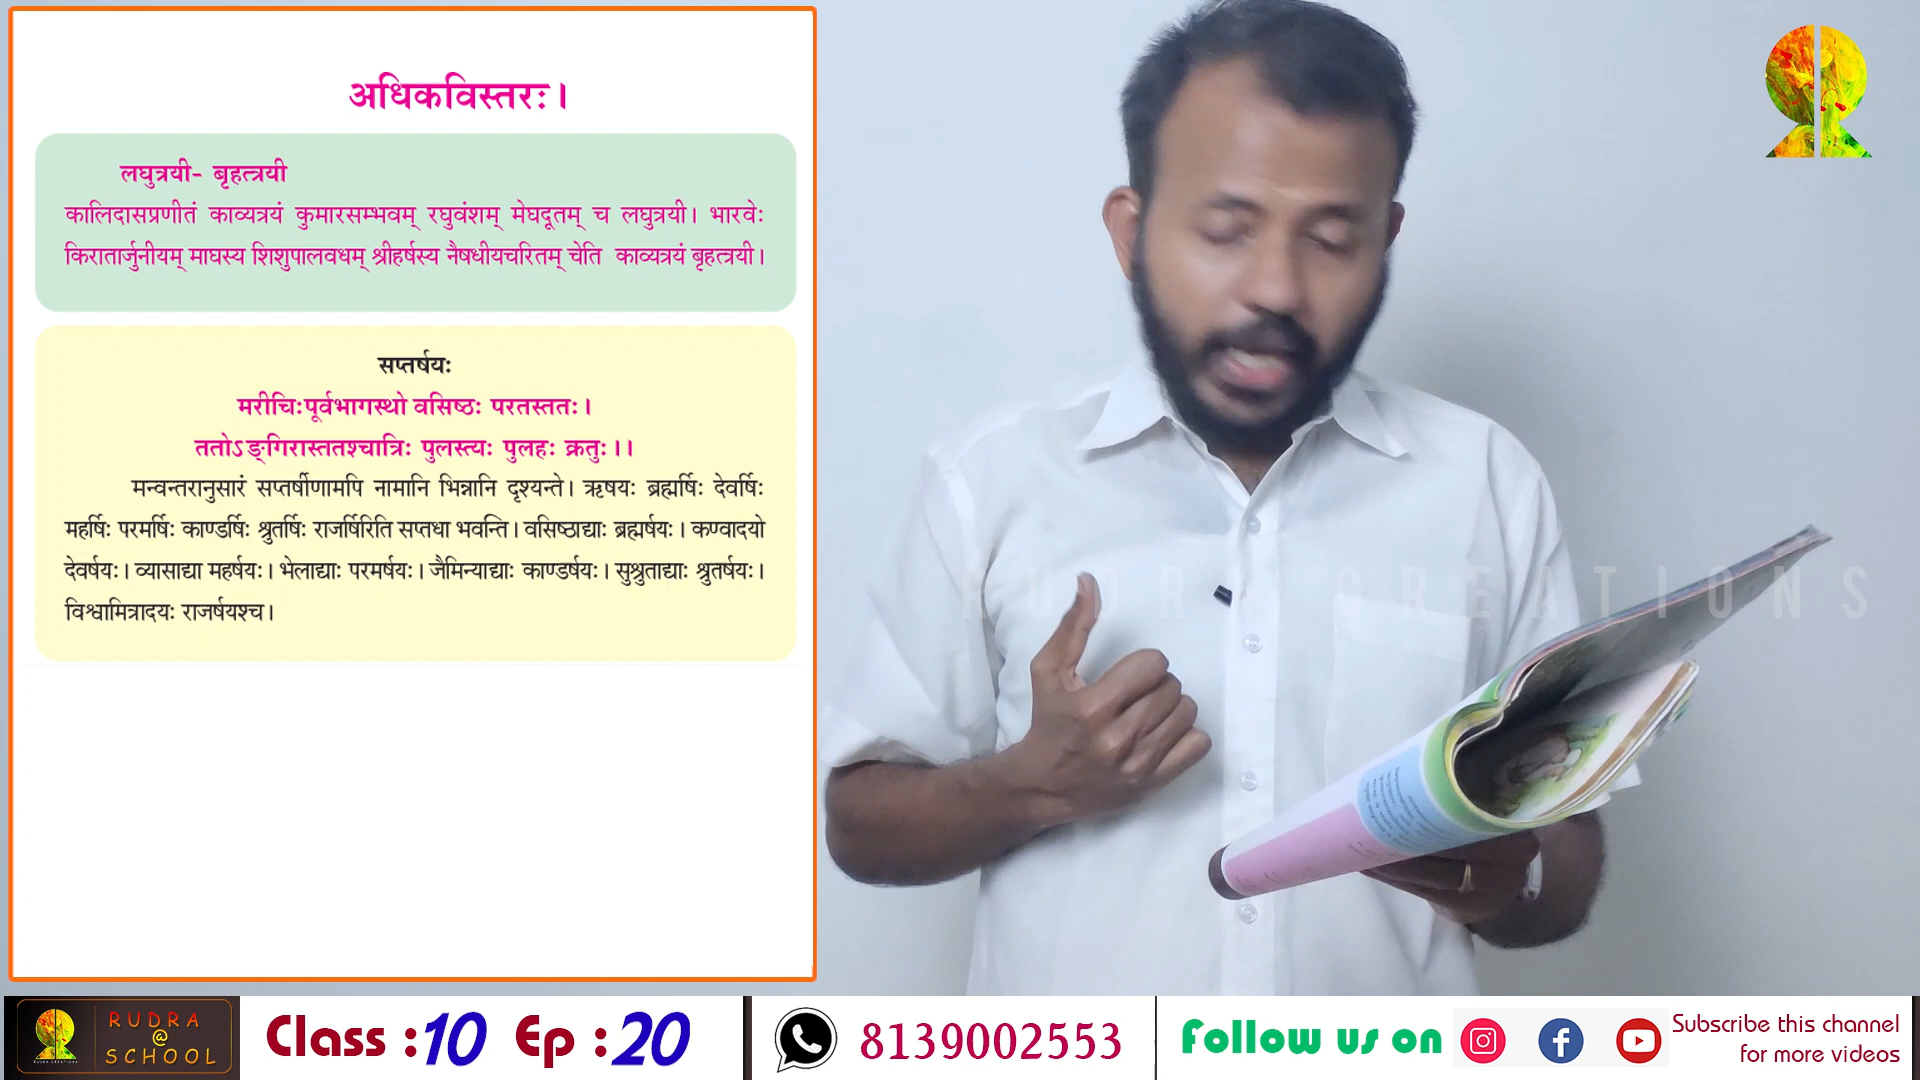 अधिकविस्तरः।
लघुत्रयी- बृहत्त्रयी
कालिदासप्रणीतं काव्यत्रयं कुमारसम्भवम् रघुवंशम् मेघदूतम् च लघुत्रयी। भारवेः
किरातार्जुनीयम् माघस्य शिशुपालवधम् श्रीहर्षस्य नैषधीयचरितम् चेति काव्यत्रयं बृहत्त्रयी।
सप्तर्षयः
मरीचिःपूर्वभागस्थो वसिष्ठः परतस्ततः।
ततोऽङ्गिरास्ततश्चात्रिः पुलस्त्यः पुलहः क्रतुः।।
मन्वन्तरानुसारं सप्तर्षीणामपि नामानि भिन्नानि दृश्यन्ते। ऋषयः ब्रह्मर्षिः देवर्षिः
महर्षिः परमर्षिः काण्डर्षिः श्रुतर्षिः राजर्षिरिति सप्तधा भवन्ति। वसिष्ठाद्याः ब्रह्मर्षयः। कण्वादयो
देवर्षयः। व्यासाद्या महर्षयः। भेलाद्याः परमर्षयः। जैमिन्याद्याः काण्डर्षयः। सुश्रुताद्याः श्रुतर्षयः।
विश्वामित्रादयः राजर्षयश्च।
RUDRA CREATIONS
RUDRA
@
SCHOOL
Class :10 Ep :20
8139002553
Follow us on
Subscribe this channel
for more videos